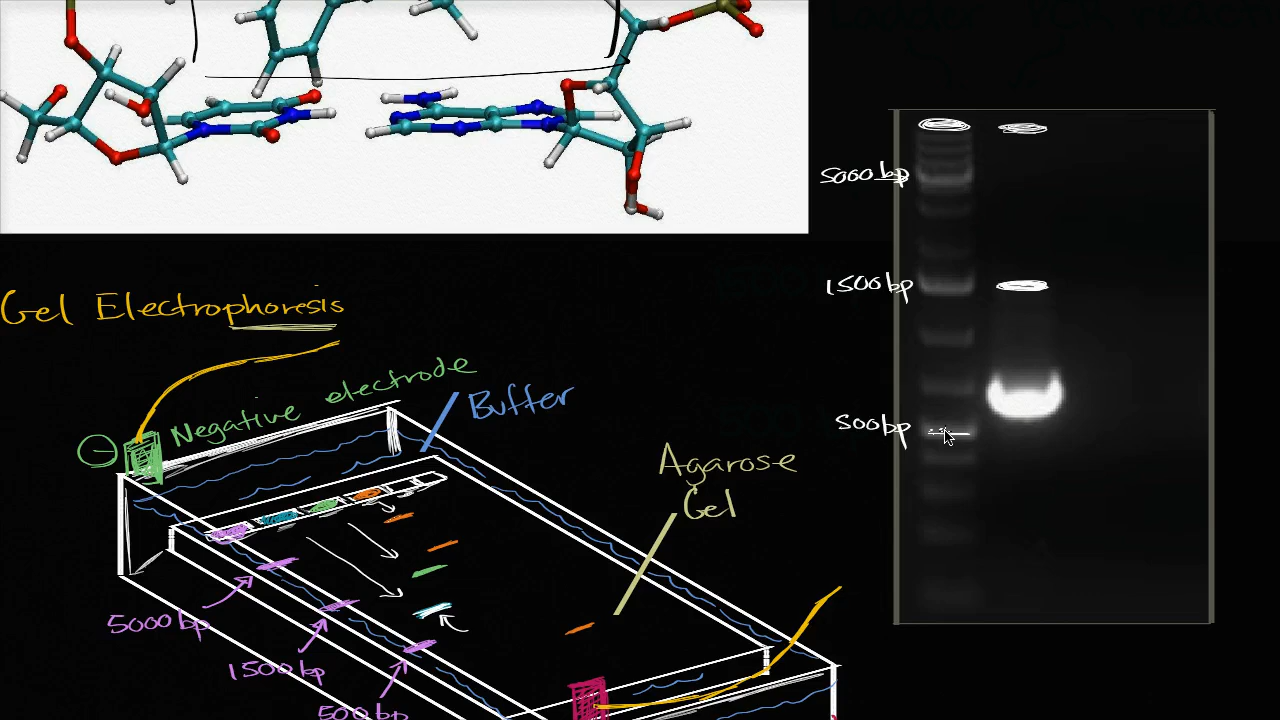 5000 bp
1500 bp
500 bp
Gel Electrophoresis
Negative electrode
Buffer
Agarose
Gel
5000 bp
1500 bp
500 bp